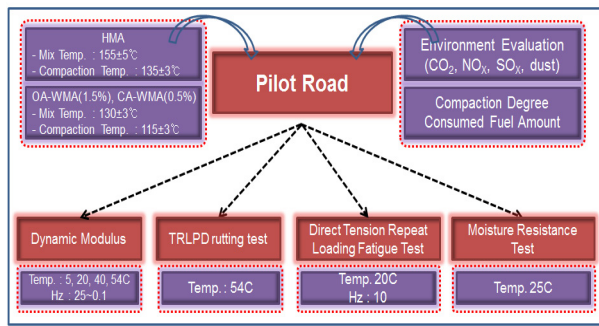 HMA
- Mix Temp. : 155±5℃
- Compaction Temp. : 135±3℃
OA-WMA(1.5%), CA-WMA(0.5%)
- Mix Temp. : 130±3℃
- Compaction Temp. : 115±3℃
Pilot Road
Environment Evaluation
(CO₂, NOX, SOX, dust)
Compaction Degree
Consumed Fuel Amount
Dynamic Modulus
Temp. : 5, 20, 40, 54C
Hz : 25~0.1
TRLPD rutting test
Temp. : 54C
Direct Tension Repeat
Loading Fatigue Test
Temp. 20C
Hz : 10
Moisture Resistance
Test
Temp. 25C